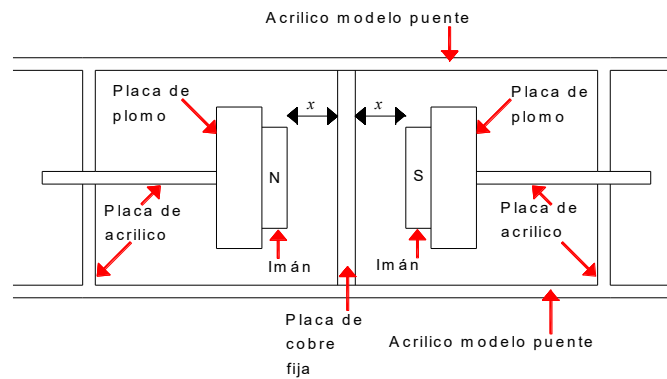 Acrilico modelo puente
Placa de
plomo
x
x
Placa de
plomo
N
S
Placa de
acrilico
Placa de
acrilico
Imán
Imán
Placa de
cobre
fija
Acrilico modelo puente